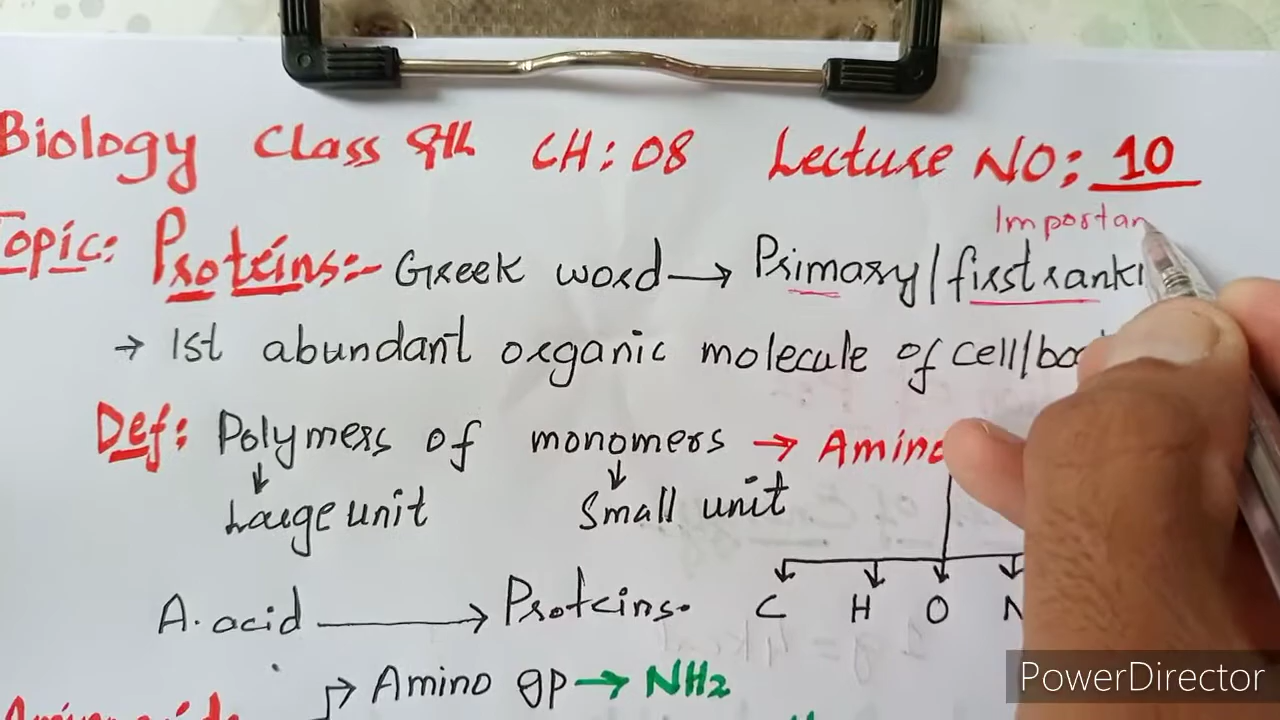 Biology Class 9th CH: 08 Lecture NO: 10
Topic: Proteins:- Greek word → Primary/first ranki
Importan
→ 1st abundant organic molecule of cell/bo
Def: Polymers of monomers → Amino
Large unit Small unit
A. acid → Proteins. C H O N
Amino gp → NH2
PowerDirector